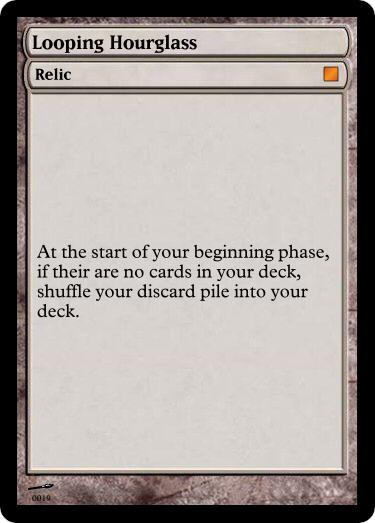 Looping Hourglass
Relic
At the start of your beginning phase,
if their are no cards in your deck,
shuffle your discard pile into your
deck.
0019